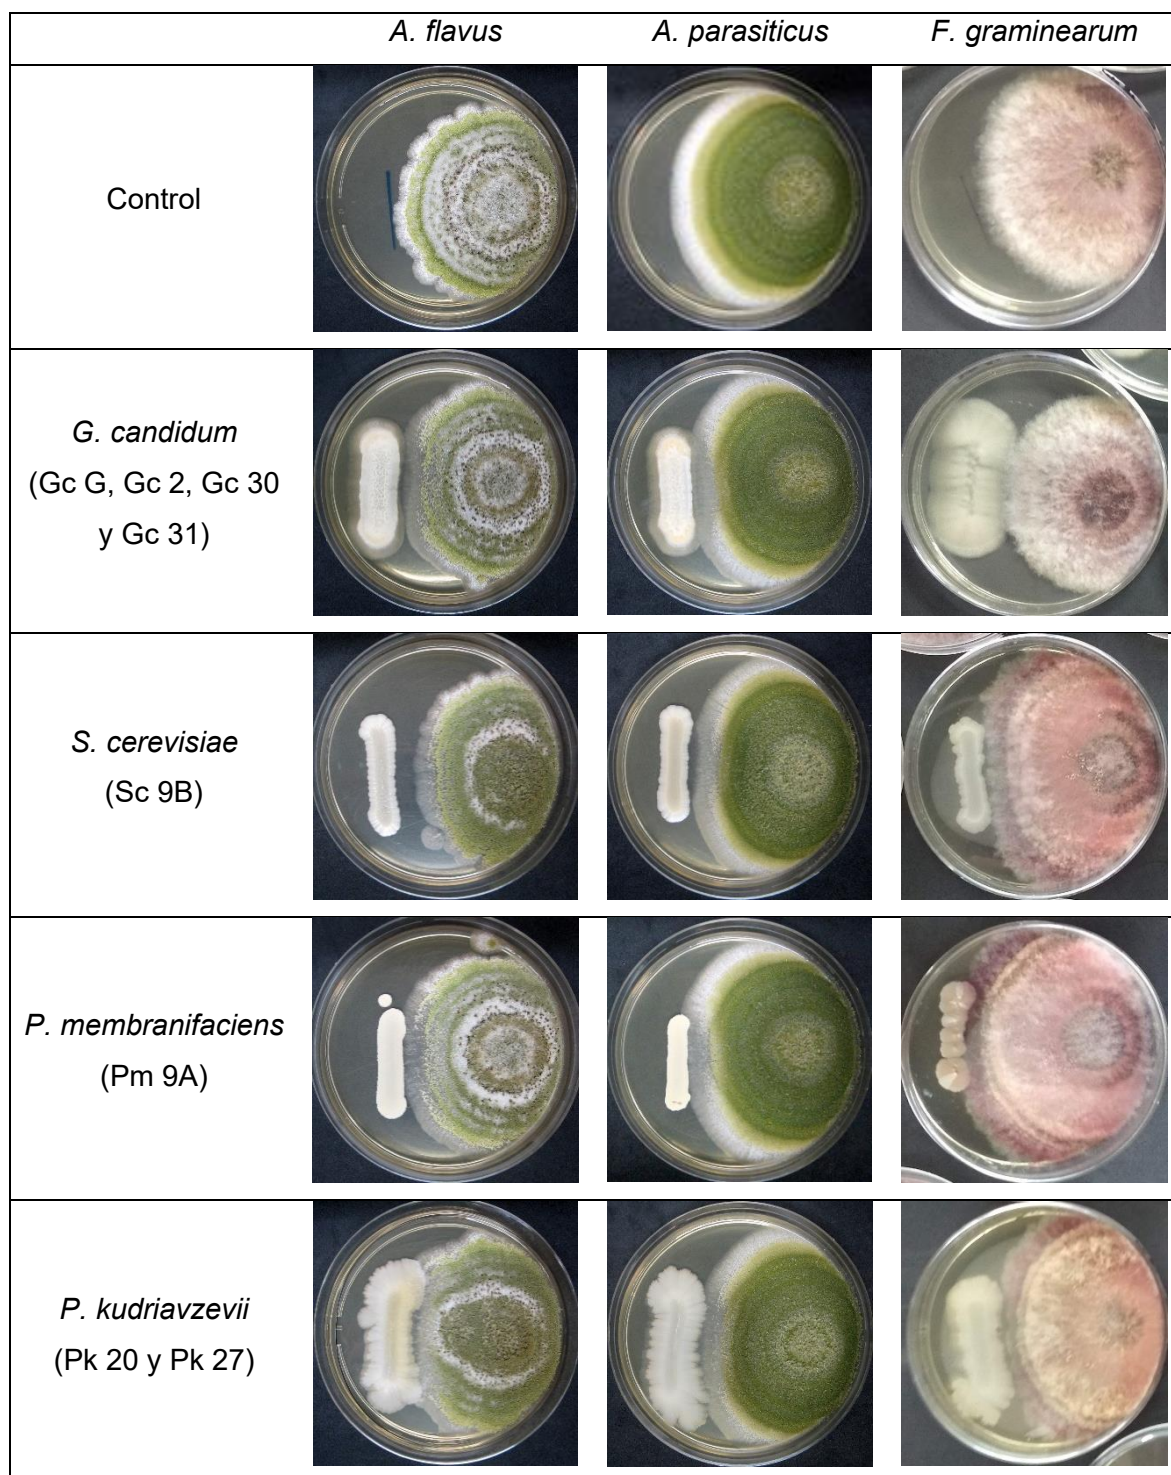 A. flavus A. parasiticus F. graminearum
Control
G. candidum
(Gc G, Gc 2, Gc 30
y Gc 31)
S. cerevisiae
(Sc 9B)
P. membranifaciens
(Pm 9A)
P. kudriavzevii
(Pk 20 y Pk 27)